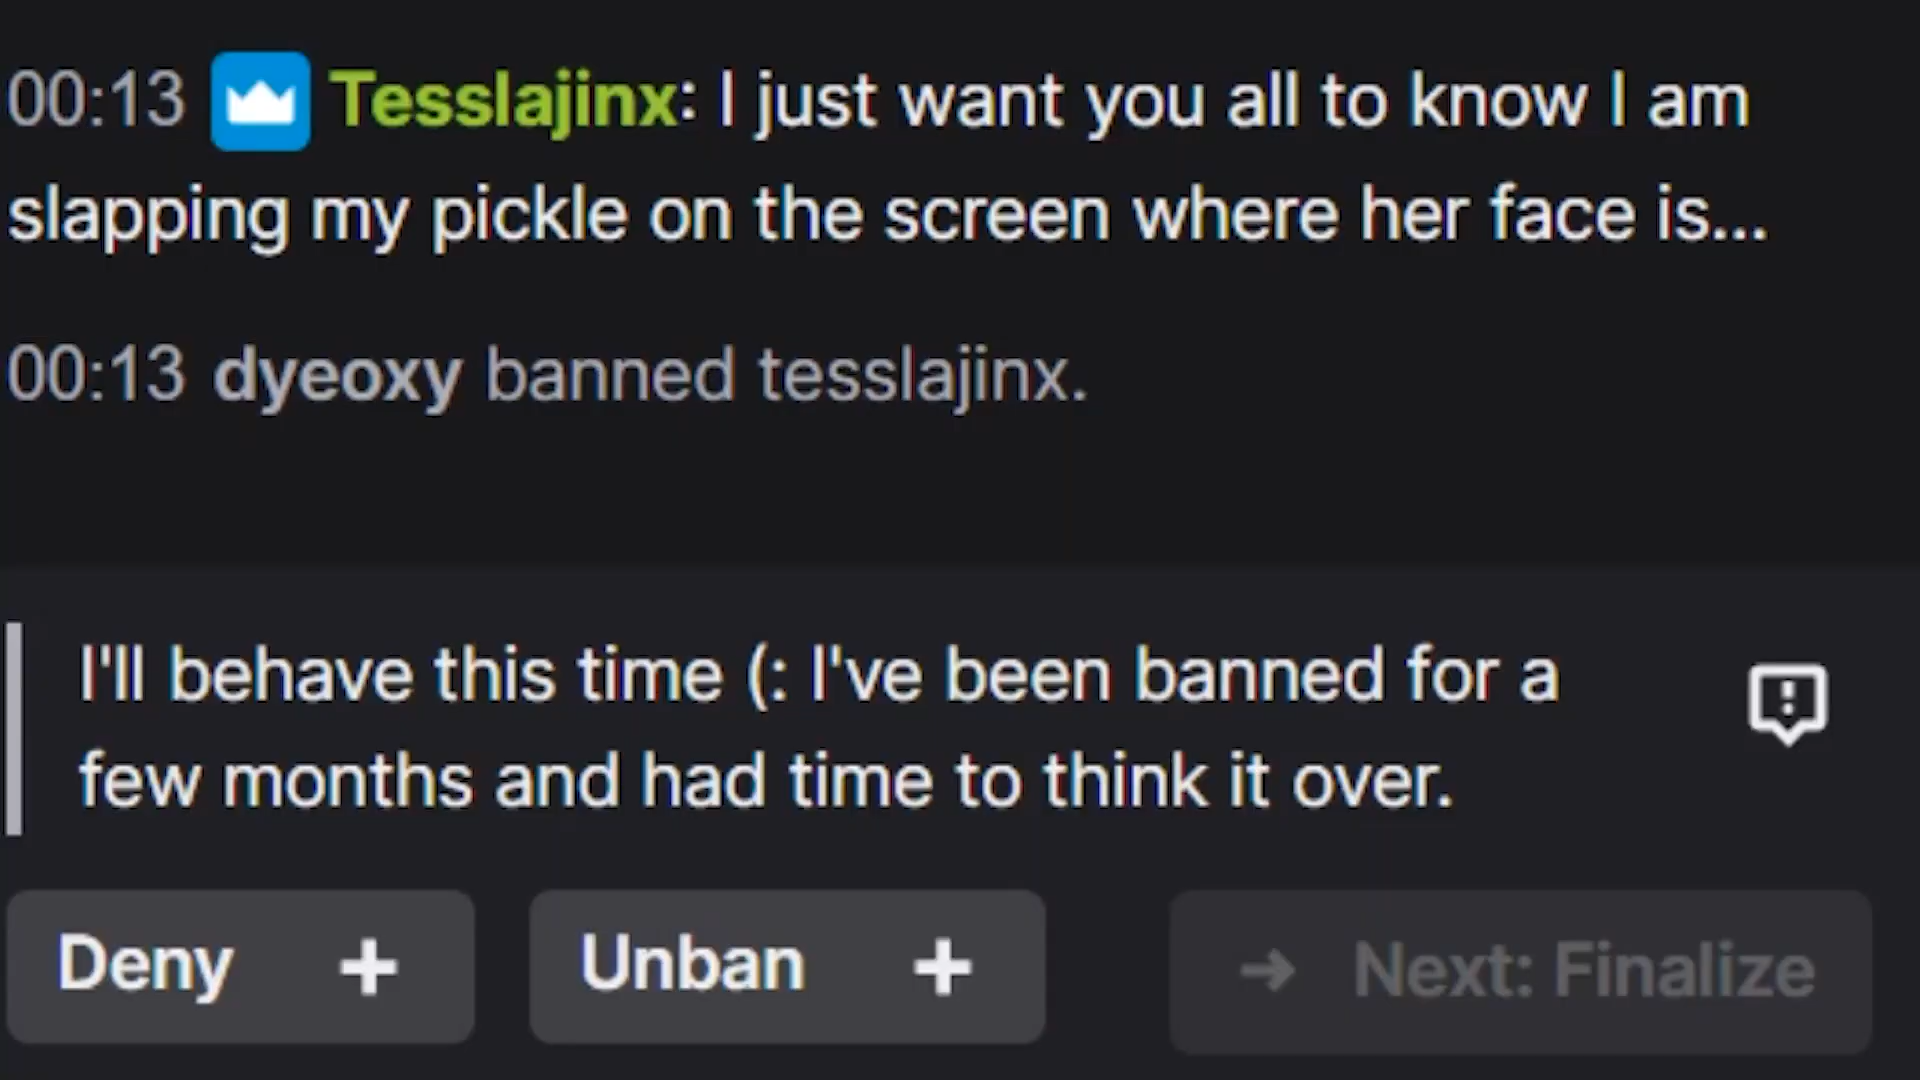 00:13 Tesslajinx: I just want you all to know I am
slapping my pickle on the screen where her face is...
00:13 dyeoxy banned tesslajinx.
I'll behave this time (: I've been banned for a
few months and had time to think it over.
Deny + Unban + → Next: Finalize